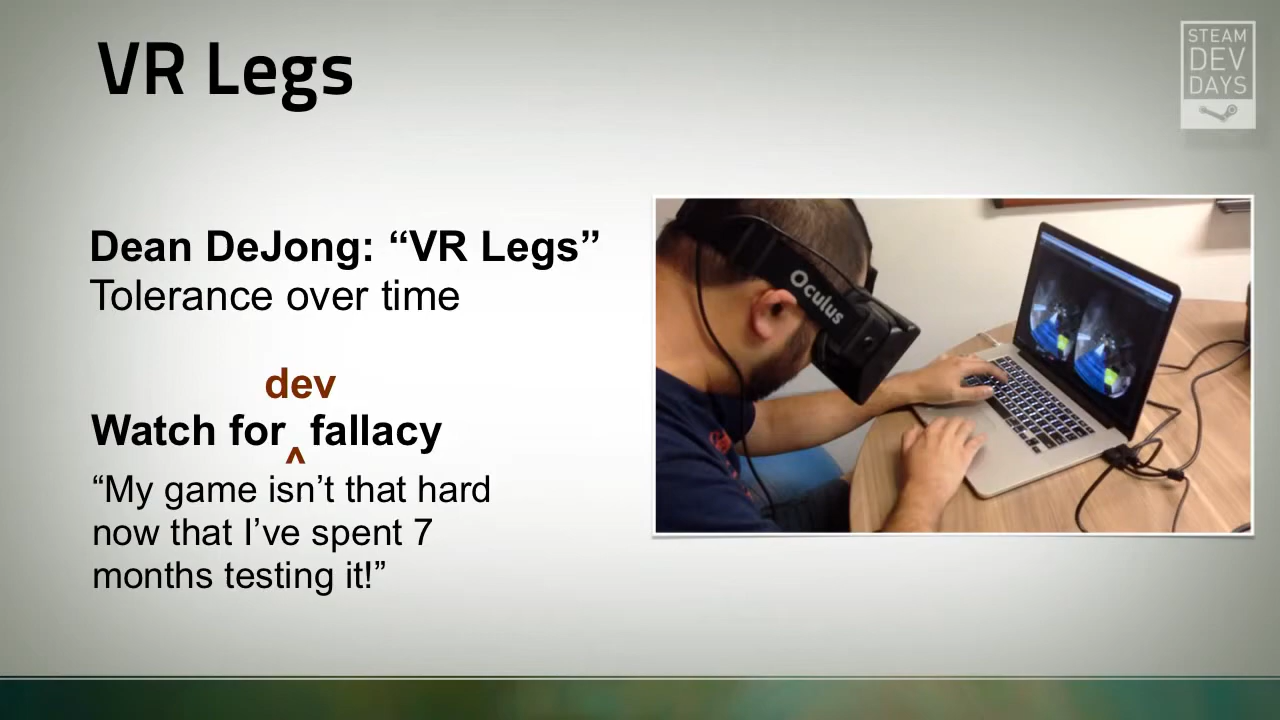 VR Legs
STEAM
DEV
DAYS
Dean DeJong: “VR Legs”
Tolerance over time
dev
Watch for^ fallacy
“My game isn’t that hard
now that I’ve spent 7
months testing it!”
Oculus